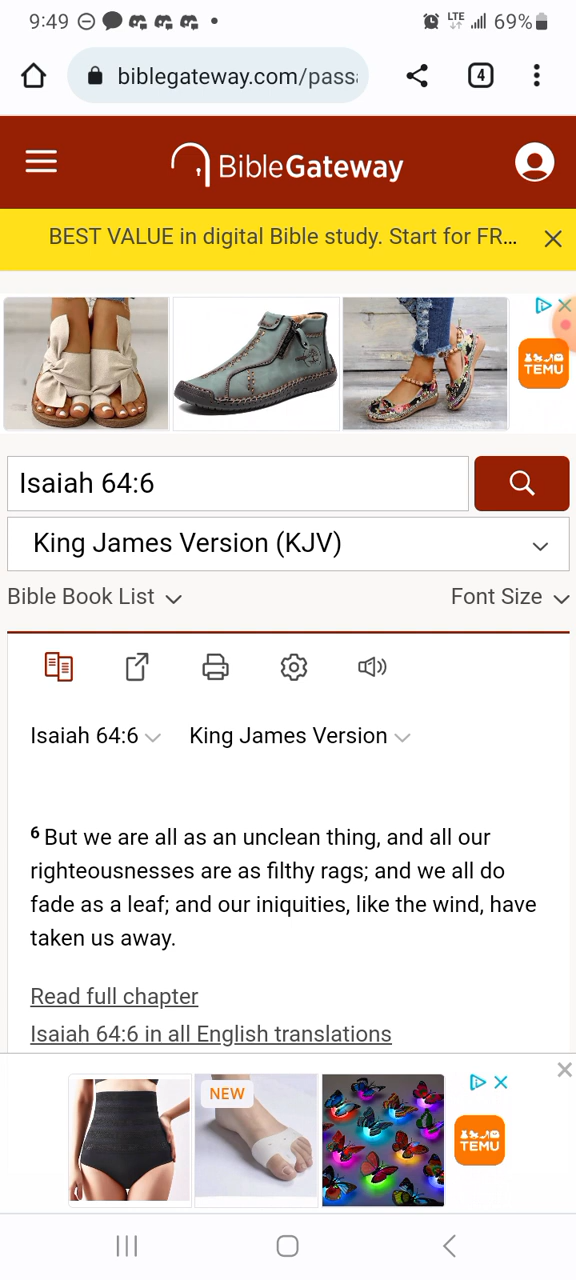 9:49 LTE 69%
biblegateway.com/pass
4
BibleGateway
BEST VALUE in digital Bible study. Start for FR...
TEMU
Isaiah 64:6
King James Version (KJV)
Bible Book List Font Size
Isaiah 64:6 King James Version
6 But we are all as an unclean thing, and all our
righteousnesses are as filthy rags; and we all do
fade as a leaf; and our iniquities, like the wind, have
taken us away.
Read full chapter
Isaiah 64:6 in all English translations
NEW
TEMU